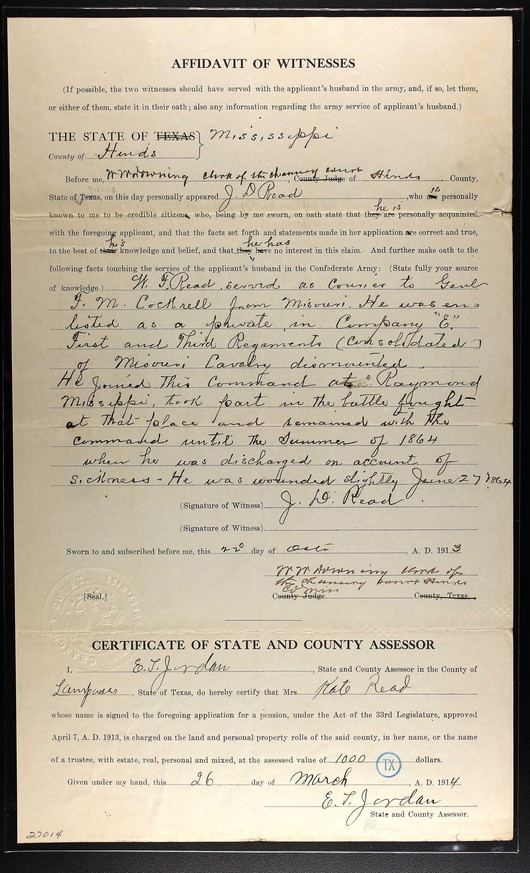 AFFIDAVIT OF WITNESSES
(If possible, the two witnesses should have served with the applicant's husband in the army, and, if so, let them,
or either of them, state it in their oath; also any information regarding the army service of applicant's husband.)
THE STATE OF TEXAS } Mississippi
County of Hinds
Before me, W W Downing clerk of the chancery court County Judge of Hinds County,
State of Texas, on this day personally appeared J. D. Read, who are is personally
known to me to be credible citizens, who, being by me sworn, on oath state that they he is are personally acquainted
with the foregoing applicant, and that the facts set forth and statements made in her application are correct and true,
to the best of their his knowledge and belief, and that they have he has no interest in this claim. And further make oath to the
following facts touching the service of the applicant's husband in the Confederate Army: (State fully your source
of knowledge.) W. F. Read, served as Courier to Genl
F. M. Cockrell from Missouri. He was en=
listed as a private in Company "E".
First and Third Regaments (Consolidated)
of Missouri Cavalry dismounted.
He Joined This Command at Raymond
Mississippi, took part in the battle fought
at that place and remained with the
command until the Summer of 1864
when he was discharged on account of
sickness - He was wounded slightly June 27 1864
(Signature of Witness) J. D. Read.
(Signature of Witness)
Sworn to and subscribed before me, this 22d day of Oct, A. D. 1913
W W Downing Clerk of
the Chancery Court Hinds
Co Miss
[Seal.] County Judge County, Texas.
CERTIFICATE OF STATE AND COUNTY ASSESSOR
I, E. T. Jordan, State and County Assessor in the County of
Lampasas, State of Texas, do hereby certify that Mrs. Kate Read
whose name is signed to the foregoing application for a pension, under the Act of the 33rd Legislature, approved
April 7, A. D. 1913, is charged on the land and personal property rolls of the said county, in her name, or the name
of a trustee, with estate, real, personal and mixed, at the assessed value of 1000 TX dollars.
Given under my hand, this 26 day of March, A. D. 1914
E. T. Jordan
State and County Assessor.
27014